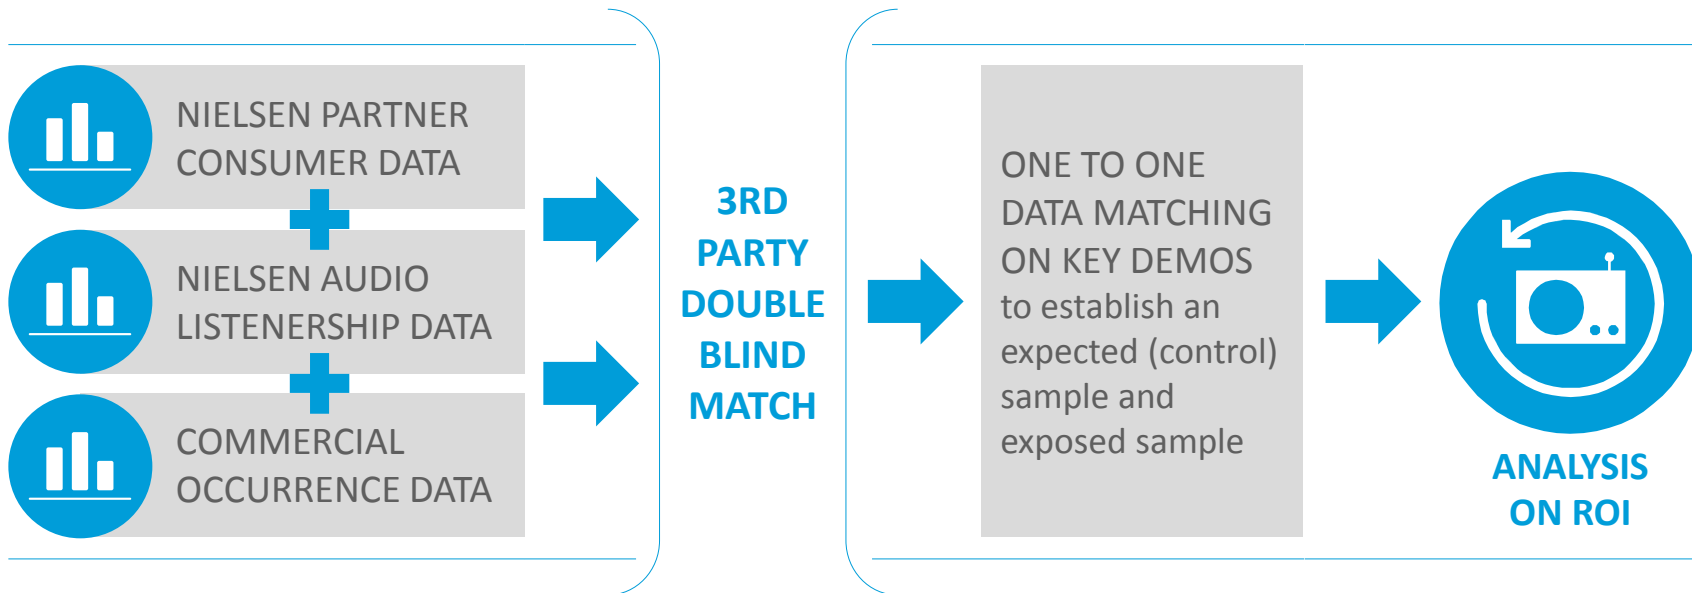 NIELSEN PARTNER
CONSUMER DATA
NIELSEN AUDIO
LISTENERSHIP DATA
COMMERCIAL
OCCURRENCE DATA
3RD
PARTY
DOUBLE
BLIND
MATCH
ONE TO ONE
DATA MATCHING
ON KEY DEMOS
to establish an
expected (control)
sample and
exposed sample
ANALYSIS
ON ROI